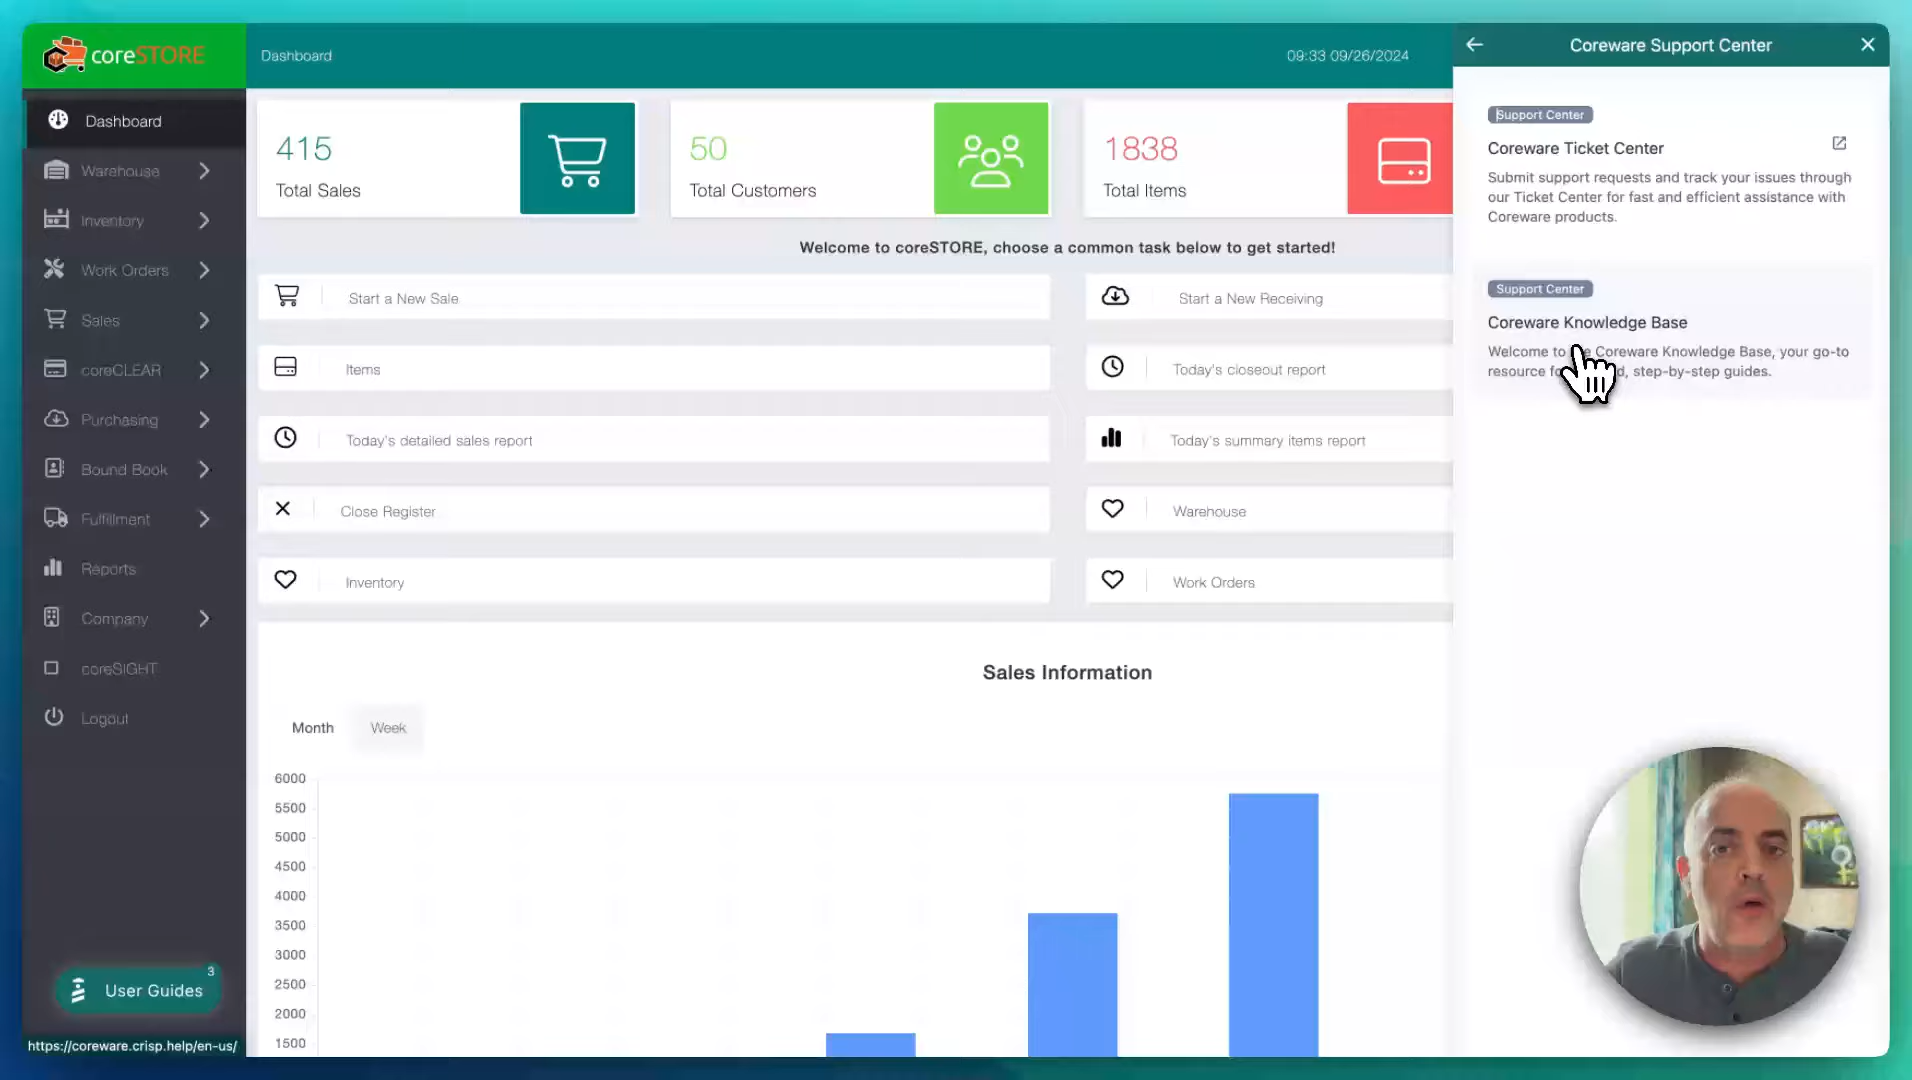 coreSTORE
Dashboard
09:33 09/26/2024
Coreware Support Center
Dashboard
Warehouse
Inventory
Work Orders
Sales
coreCLEAR
Purchasing
Bound Book
Fulfillment
Reports
Company
coreSIGHT
Logout
3
User Guides
https://coreware.crisp.help/en-us/
415
Total Sales
50
Total Customers
1838
Total Items
Welcome to coreSTORE, choose a common task below to get started!
Start a New Sale
Start a New Receiving
Items
Today's closeout report
Today's detailed sales report
Today's summary items report
Close Register
Warehouse
Inventory
Work Orders
Sales Information
Month
Week
6000
5500
5000
4500
4000
3500
3000
2500
2000
1500
Support Center
Coreware Ticket Center
Submit support requests and track your issues through
our Ticket Center for fast and efficient assistance with
Coreware products.
Support Center
Coreware Knowledge Base
Welcome to Coreware Knowledge Base, your go-to
resource step-by-step guides.